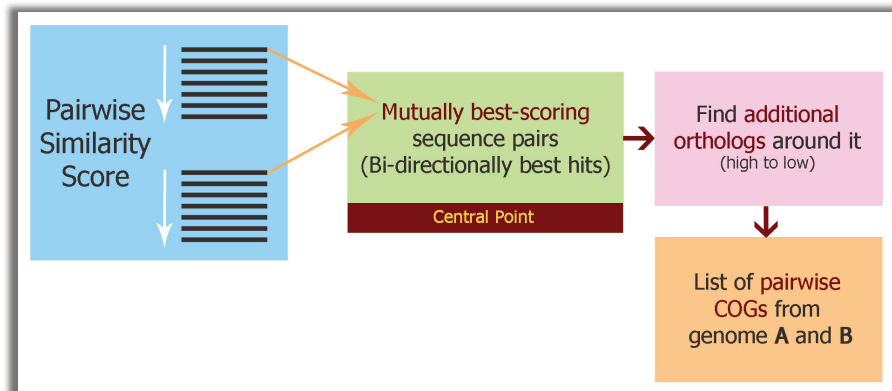 Pairwise
Similarity
Score
Mutually best-scoring
sequence pairs
(Bi-directionally best hits)
Central Point
Find additional
orthologs around it
(high to low)
List of pairwise
COGs from
genome A and B